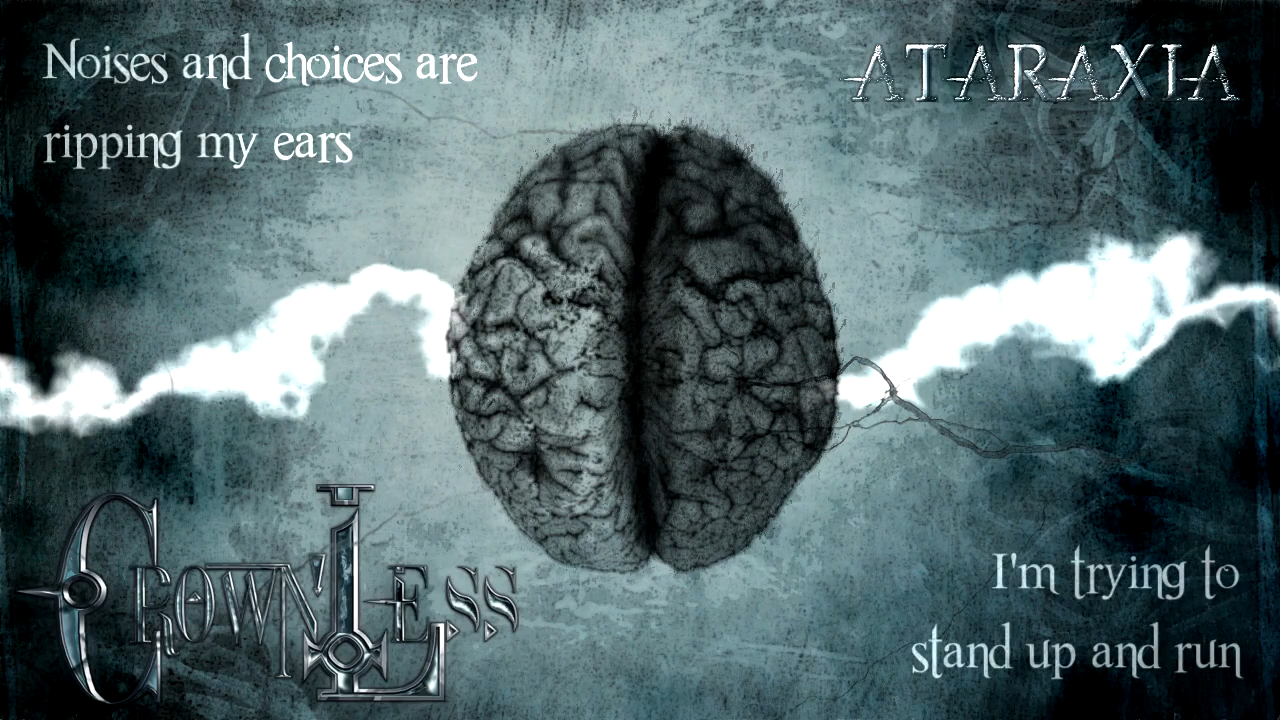 Noises and choices are
ripping my ears
ATARAXIA
CROWNLESS
I'm trying to
stand up and run